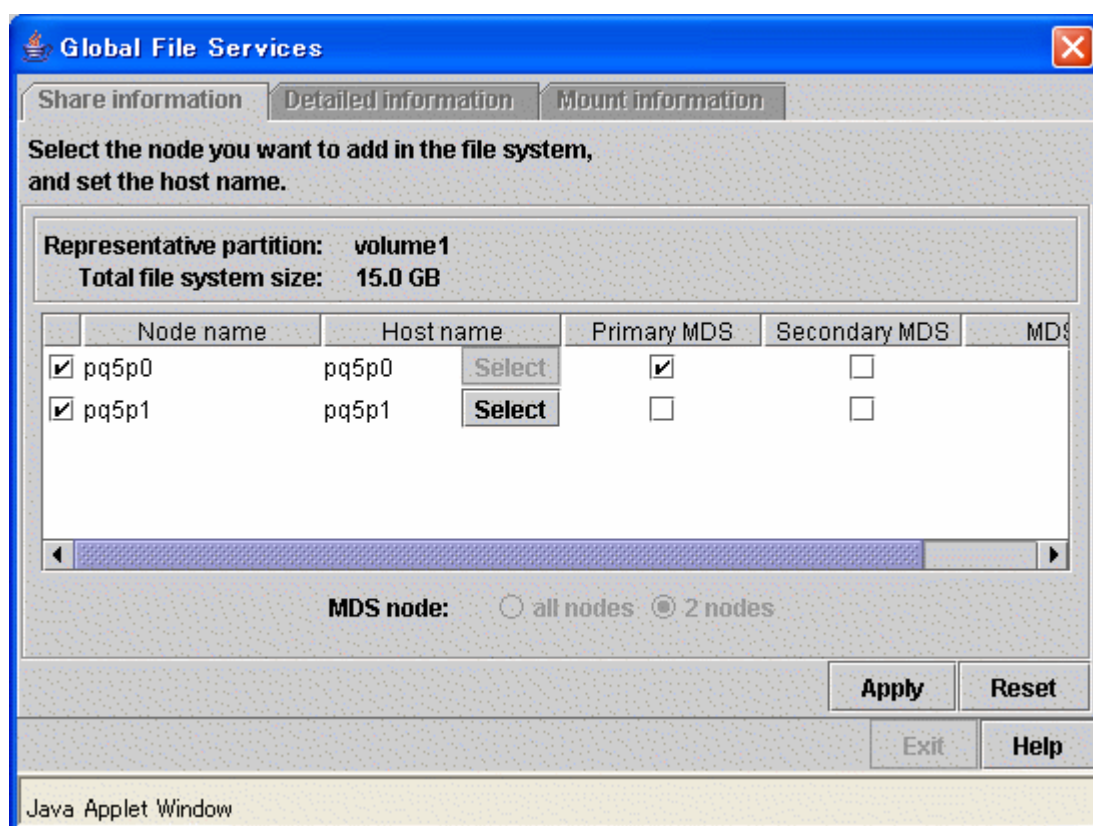 Global File Services
Share information Detailed information Mount information
Select the node you want to add in the file system,
and set the host name.
Representative partition: volume1
Total file system size: 15.0 GB
Node name Host name Primary MDS Secondary MDS MDS
pq5p0 pq5p0 Select
pq5p1 pq5p1 Select
MDS node: all nodes 2 nodes
Apply Reset
Exit Help
Java Applet Window